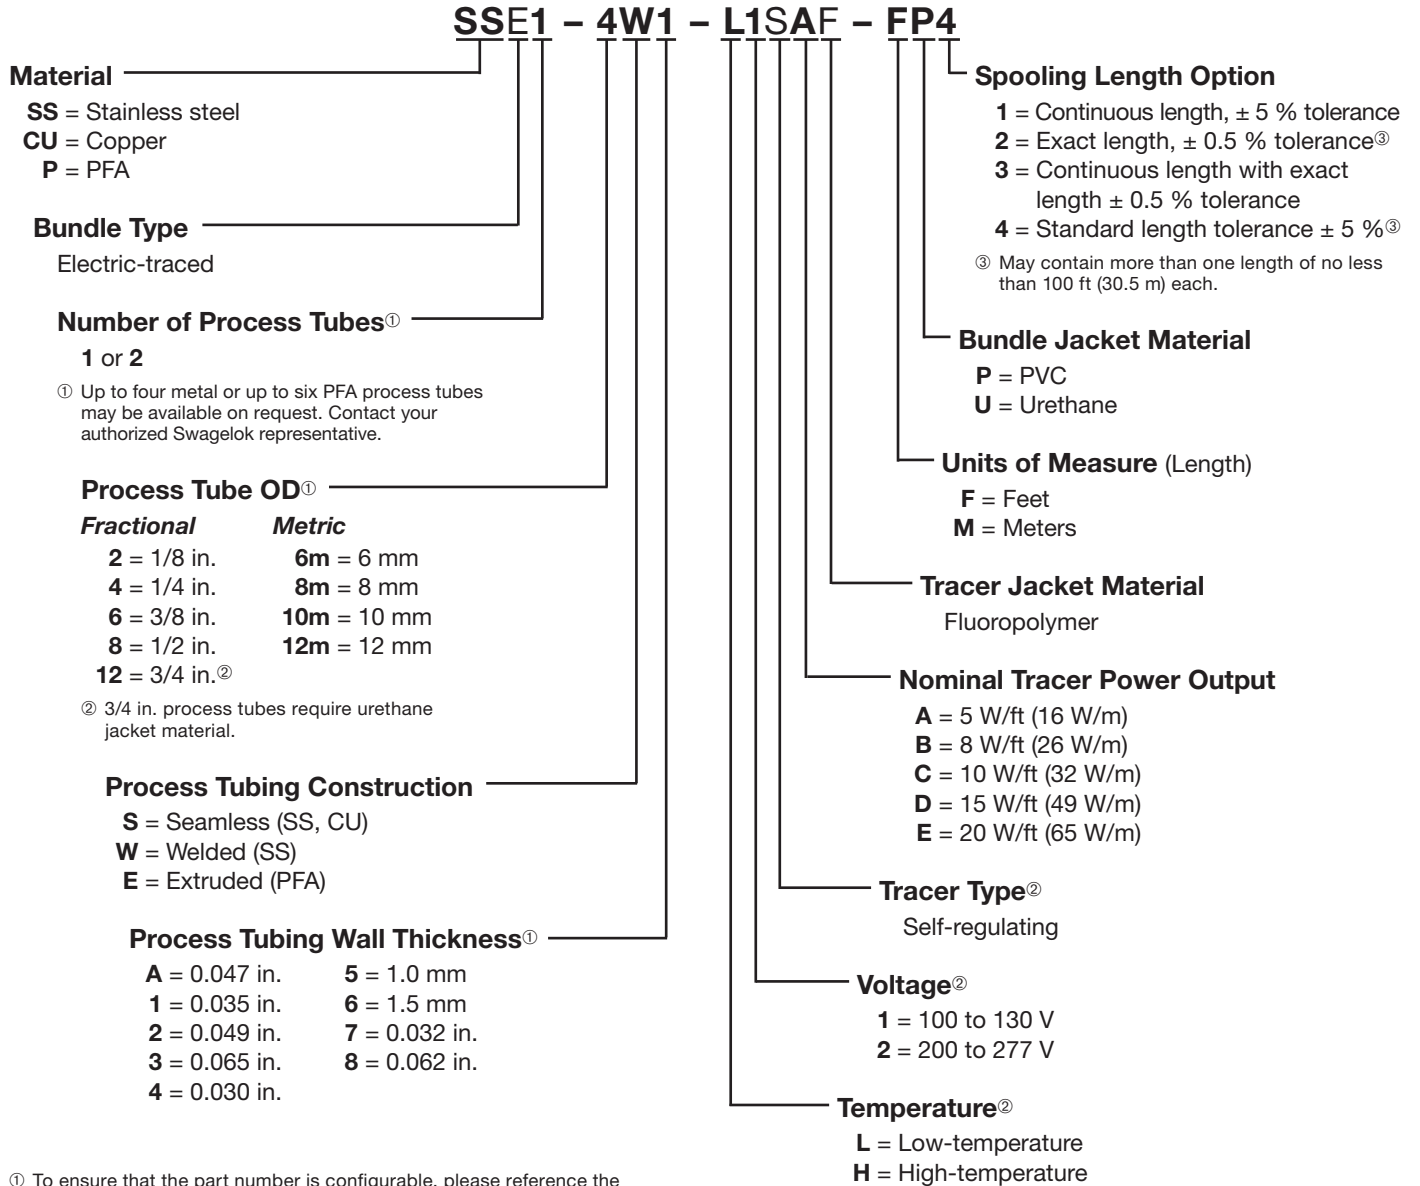 SSE1 – 4W1 – L1SAF – FP4
Material
SS = Stainless steel
CU = Copper
P = PFA
Bundle Type
Electric-traced
Number of Process Tubes①
1 or 2
① Up to four metal or up to six PFA process tubes
may be available on request. Contact your
authorized Swagelok representative.
Process Tube OD①
Fractional Metric
2 = 1/8 in. 6m = 6 mm
4 = 1/4 in. 8m = 8 mm
6 = 3/8 in. 10m = 10 mm
8 = 1/2 in. 12m = 12 mm
12 = 3/4 in.②
② 3/4 in. process tubes require urethane
jacket material.
Process Tubing Construction
S = Seamless (SS, CU)
W = Welded (SS)
E = Extruded (PFA)
Process Tubing Wall Thickness①
A = 0.047 in. 5 = 1.0 mm
1 = 0.035 in. 6 = 1.5 mm
2 = 0.049 in. 7 = 0.032 in.
3 = 0.065 in. 8 = 0.062 in.
4 = 0.030 in.
① To ensure that the part number is configurable, please reference the
Spooling Length Option
1 = Continuous length, ± 5 % tolerance
2 = Exact length, ± 0.5 % tolerance③
3 = Continuous length with exact
length ± 0.5 % tolerance
4 = Standard length tolerance ± 5 %③
③ May contain more than one length of no less
than 100 ft (30.5 m) each.
Bundle Jacket Material
P = PVC
U = Urethane
Units of Measure (Length)
F = Feet
M = Meters
Tracer Jacket Material
Fluoropolymer
Nominal Tracer Power Output
A = 5 W/ft (16 W/m)
B = 8 W/ft (26 W/m)
C = 10 W/ft (32 W/m)
D = 15 W/ft (49 W/m)
E = 20 W/ft (65 W/m)
Tracer Type②
Self-regulating
Voltage②
1 = 100 to 130 V
2 = 200 to 277 V
Temperature②
L = Low-temperature
H = High-temperature